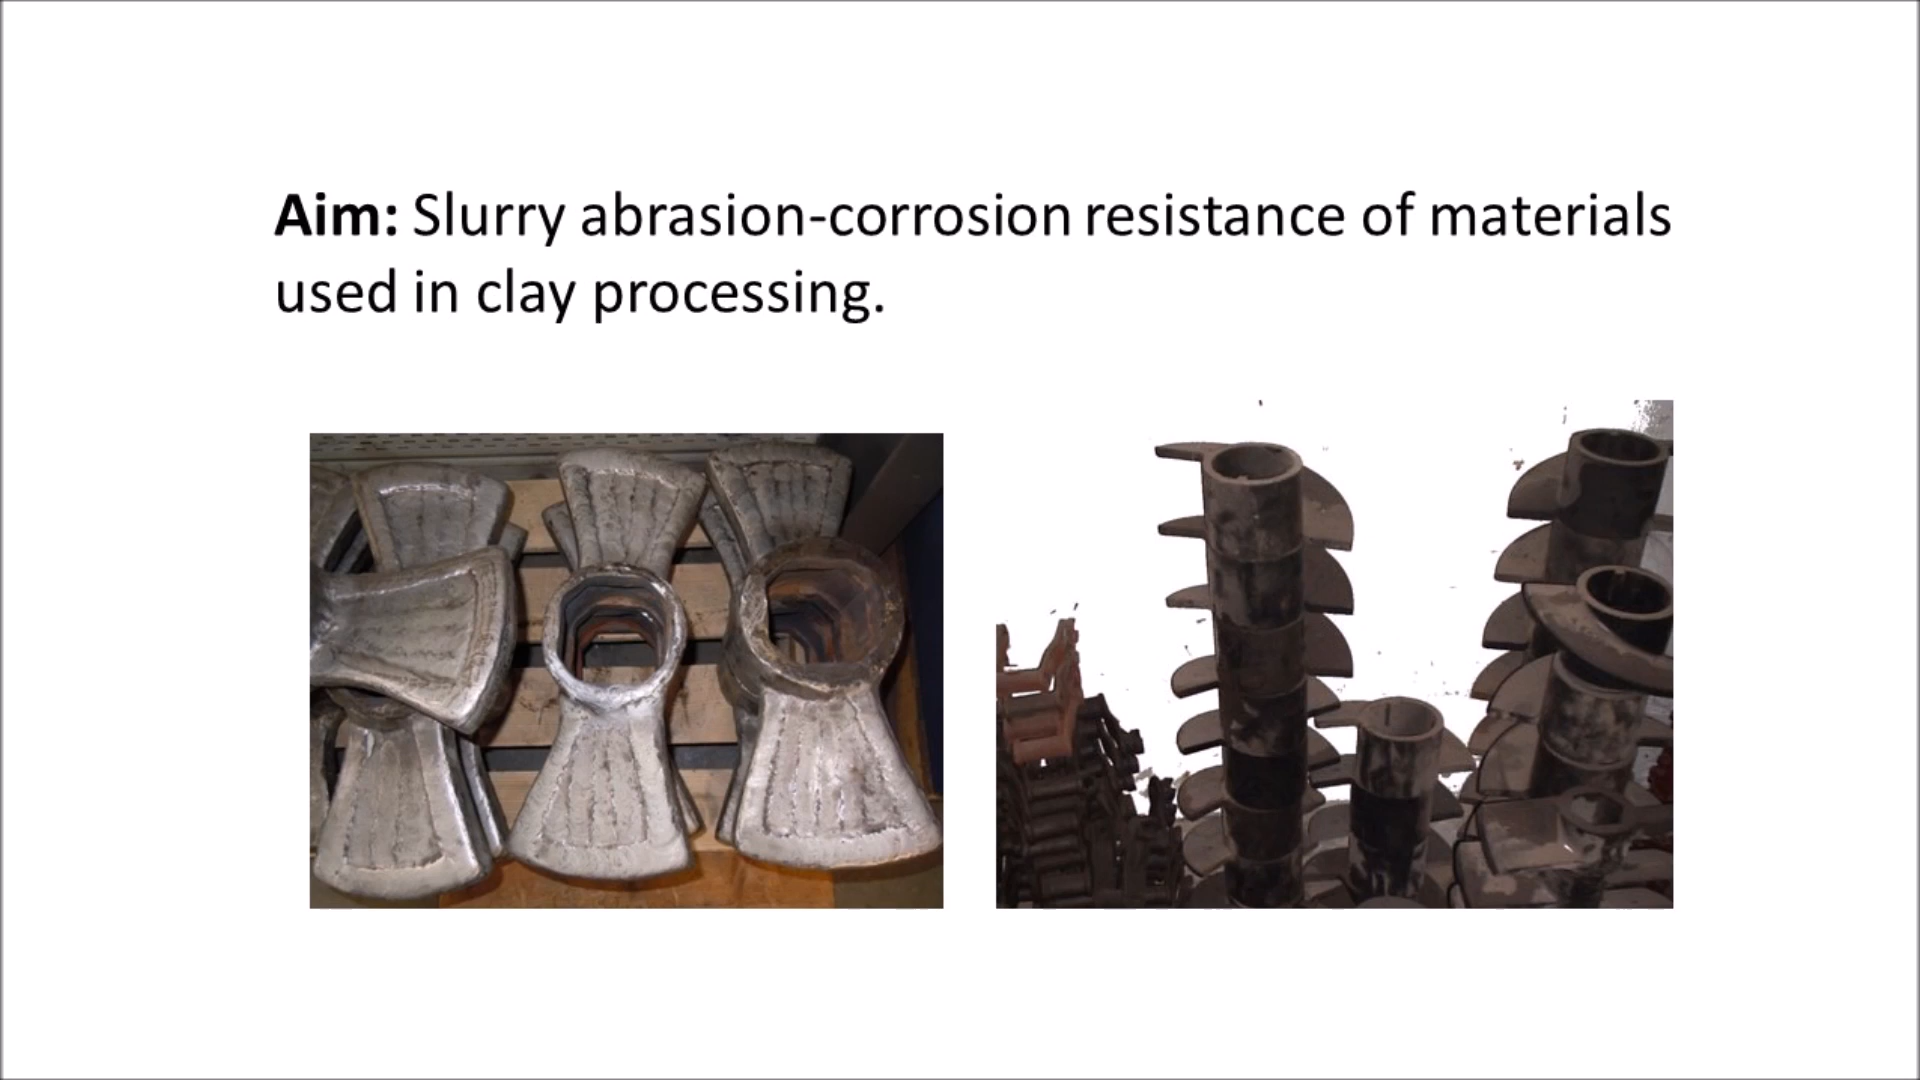 Aim: Slurry abrasion-corrosion resistance of materials
used in clay processing.